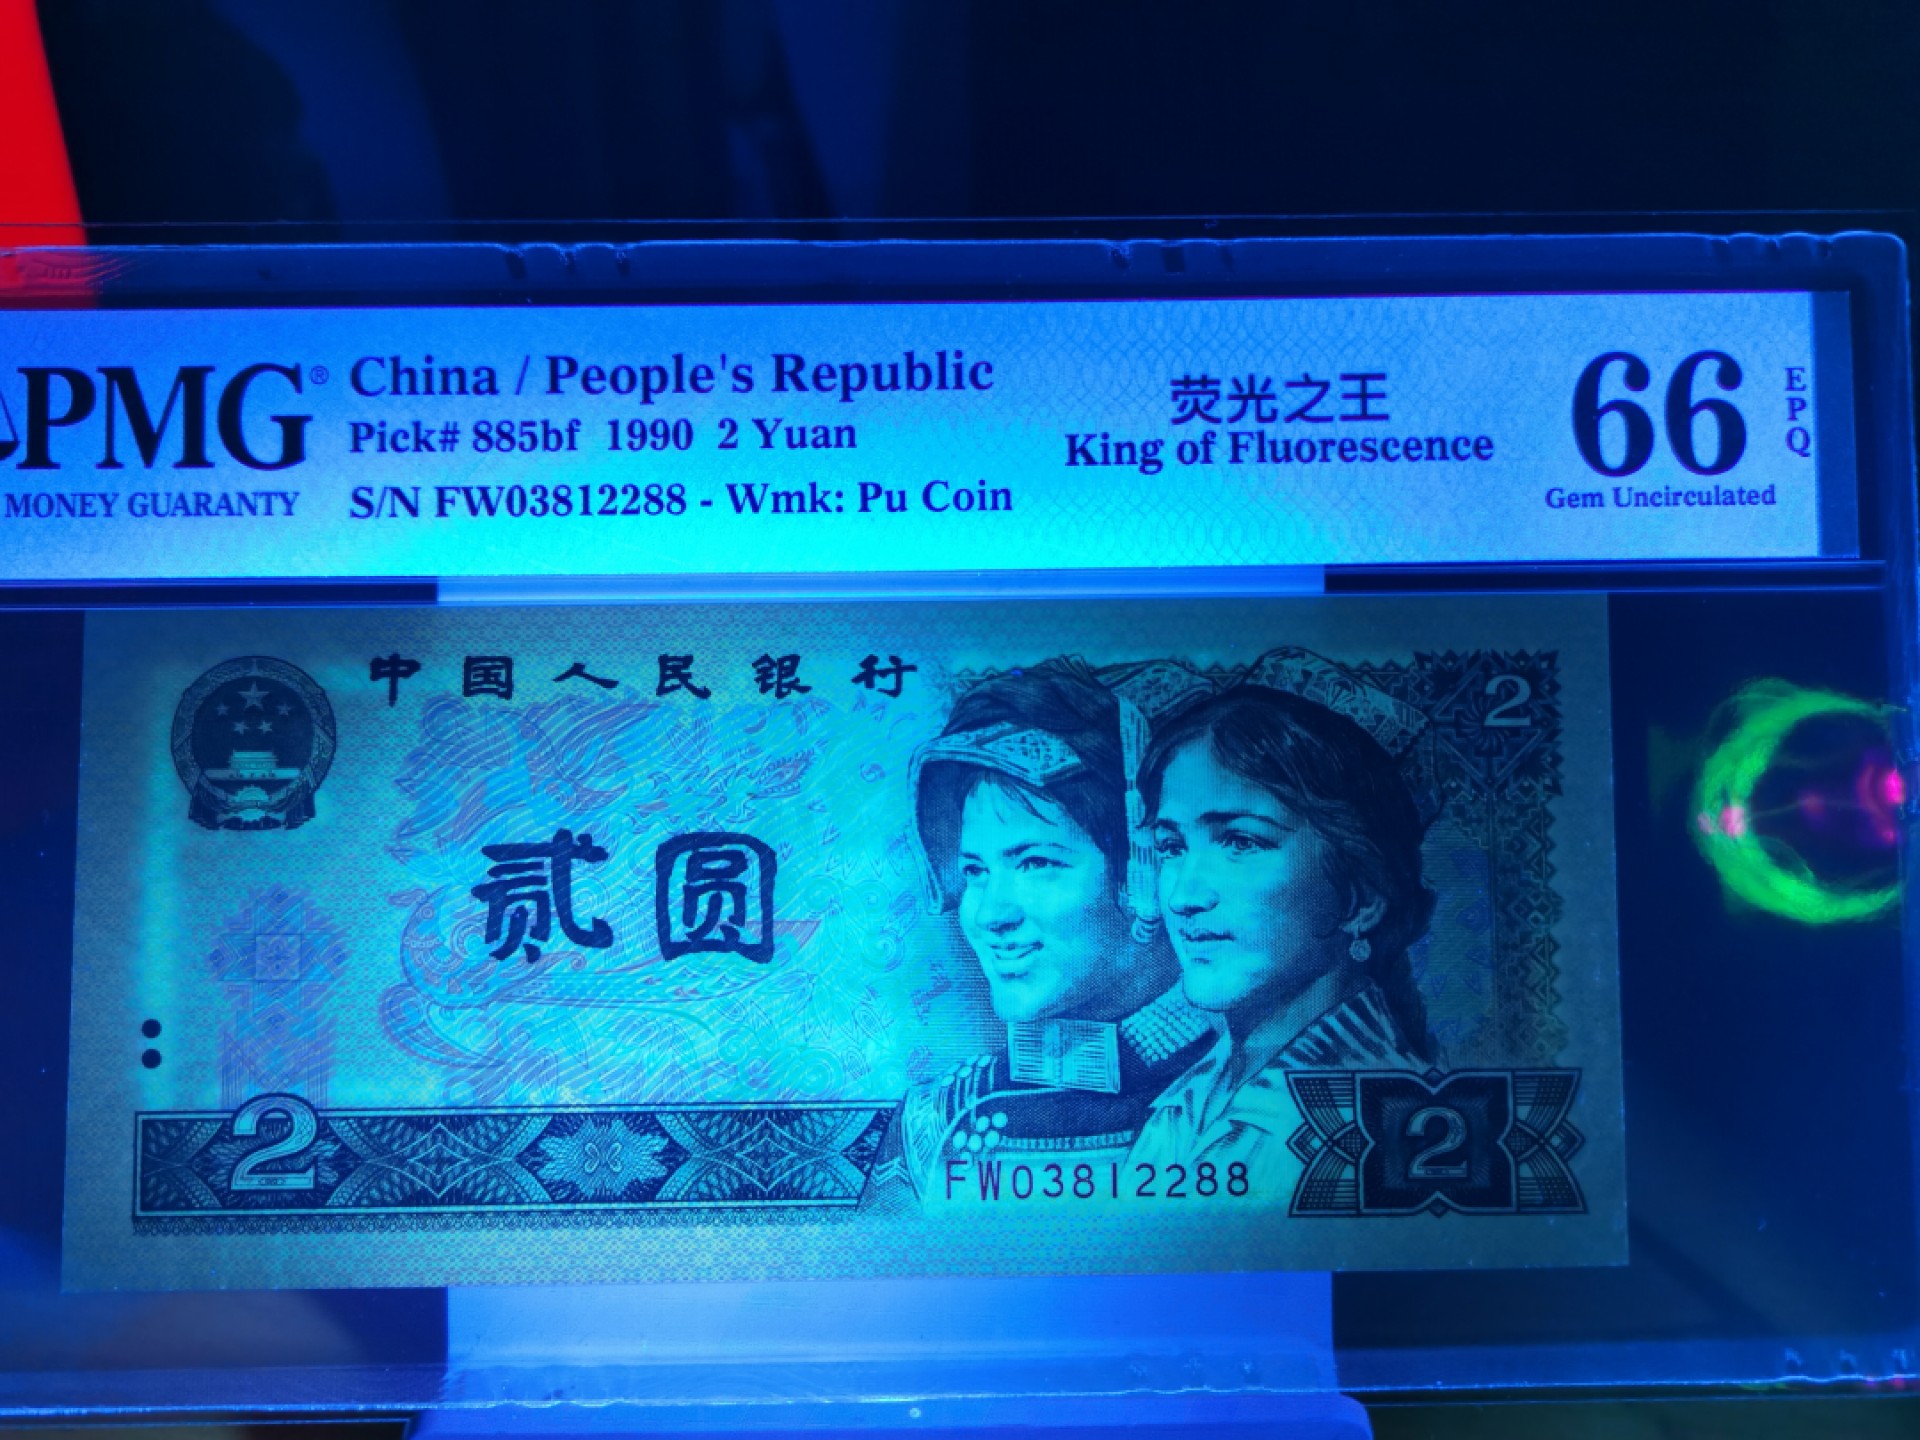 PMG®
MONEY GUARANTY
China / People's Republic
Pick# 885bf 1990 2 Yuan
S/N FW03812288 - Wmk: Pu Coin
荧光之王
King of Fluorescence
66
EPQ
Gem Uncirculated
中国人民银行
2
贰圆
2
FW03812288
2